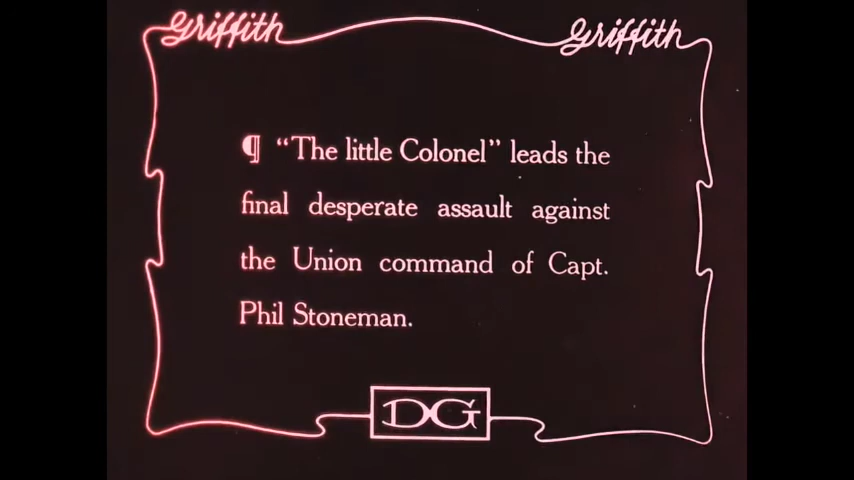 Griffith Griffith
¶ “The little Colonel” leads the
final desperate assault against
the Union command of Capt.
Phil Stoneman.
DG